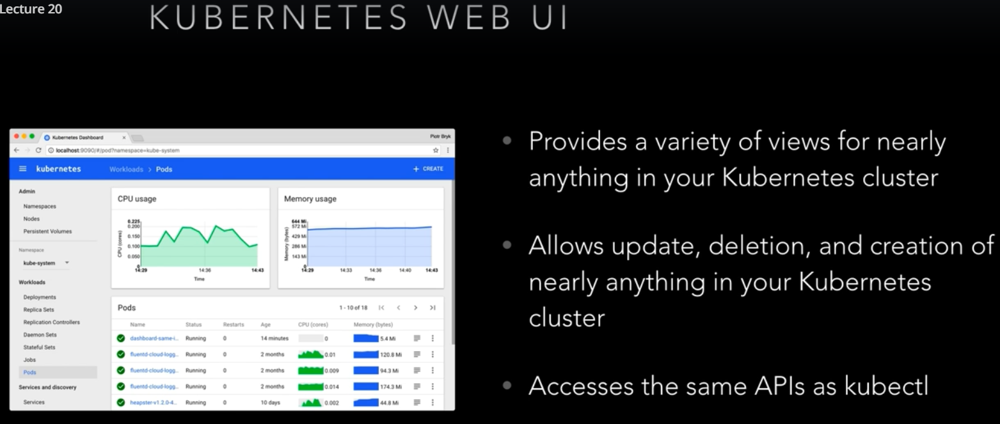 Lecture 20
KUBERNETES WEB UI
Kubernetes Dashboard
Piotr Bryk
localhost:9090/#/pod?namespace=kube-system
kubernetes
Workloads > Pods
+ CREATE
Admin
Namespaces
Nodes
Persistent Volumes
Namespace
kube-system
Workloads
Deployments
Replica Sets
Replication Controllers
Daemon Sets
Stateful Sets
Jobs
Pods
Services and discovery
Services
CPU usage
CPU (cores)
0.225
0.200
0.150
0.100
0.050
0
14:29 14:36 14:43
Time
Memory usage
Memory (bytes)
644 Mi
572 Mi
429 Mi
286 Mi
143 Mi
0
14:29 14:33 14:36 14:40 14:43
Time
Pods
1 - 10 of 18
Name Status Restarts Age CPU (cores) Memory (bytes)
dashboard-same-i... Running 0 14 minutes 0 5.4 Mi
fluentd-cloud-logg... Running 0 2 months 0.01 120.8 Mi
fluentd-cloud-logg... Running 0 2 months 0.009 94.3 Mi
fluentd-cloud-logg... Running 0 2 months 0.014 174.3 Mi
heapster-v1.2.0-4... Running 0 10 days 0.002 44.8 Mi
• Provides a variety of views for nearly
anything in your Kubernetes cluster
• Allows update, deletion, and creation of
nearly anything in your Kubernetes
cluster
• Accesses the same APIs as kubectl